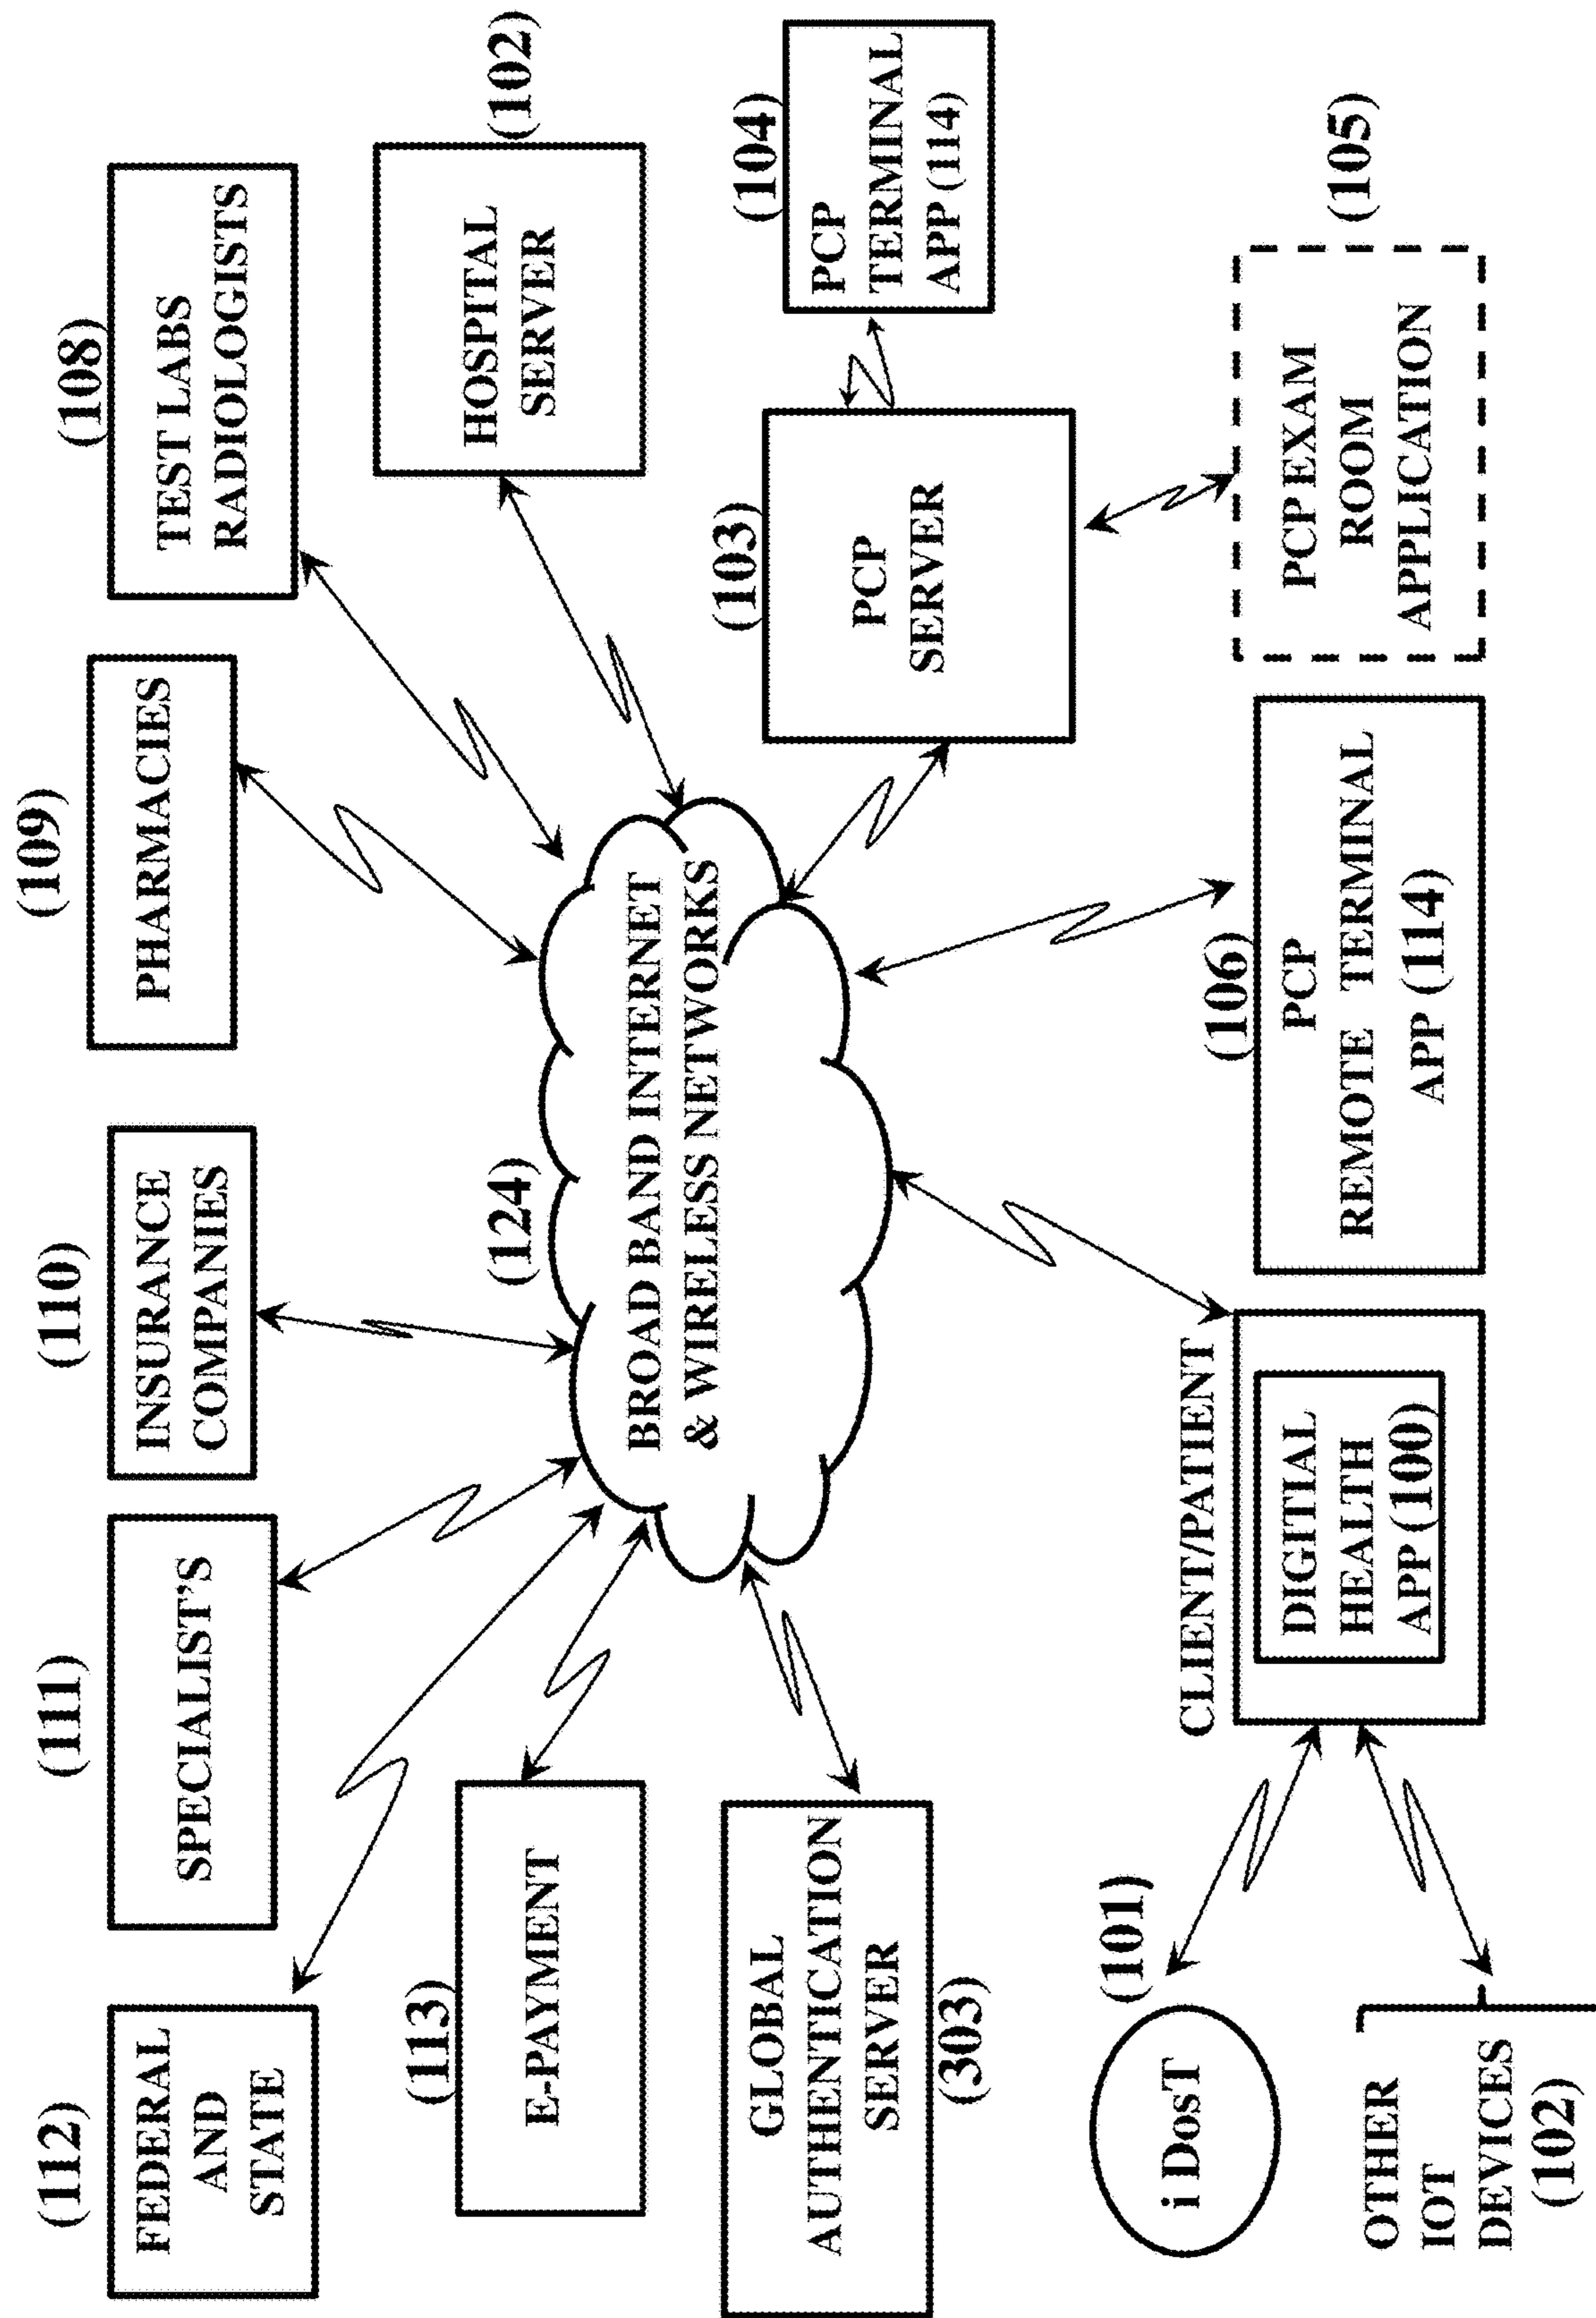 (112)
FEDERAL
AND
STATE
(111)
SPECIALIST'S
(110)
INSURANCE
COMPANIES
(109)
PHARMACIES
(108)
TEST LABS
RADIOLOGISTS
(113)
E-PAYMENT
(124)
BROAD BAND INTERNET
& WIRELESS NETWORKS
HOSPITAL
SERVER
(102)
GLOBAL
AUTHENTICATION
SERVER
(303)
(103)
PCP
SERVER
(104)
PCP
TERMINAL
APP (114)
(101)
i DosT
OTHER
IOT
DEVICES
(102)
CLIENT/PATIENT
DIGITIAL
HEALTH
APP (100)
(106)
PCP
REMOTE TERMINAL
APP (114)
PCP EXAM
ROOM
APPLICATION
(105)